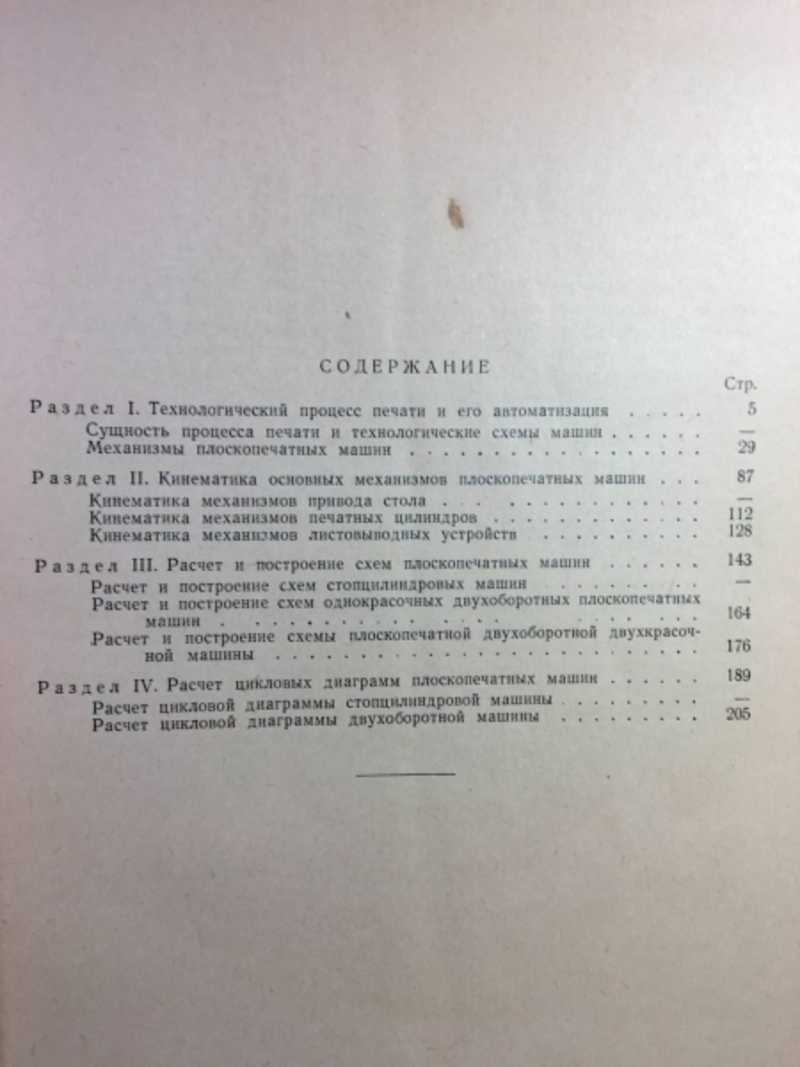 СОДЕРЖАНИЕ
Стр.
Раздел I. Технологический процесс печати и его автоматизация . . . . . 5
Сущность процесса печати и технологические схемы машин . . . . . . —
Механизмы плоскопечатных машин . . . . . . . . . . . . . . . 29
Раздел II. Кинематика основных механизмов плоскопечатных машин . . . 87
Кинематика механизмов привода стола . . . . . . . . . . . . . —
Кинематика механизмов печатных цилиндров . . . . . . . . . . . 112
Кинематика механизмов листовыводных устройств . . . . . . . . . 128
Раздел III. Расчет и построение схем плоскопечатных машин . . . . . . 143
Расчет и построение схем стопцилиндровых машин . . . . . . . . —
Расчет и построение схем однокрасочных двухоборотных плоскопечатных
машин . . . . . . . . . . . . . . . . . . . . 164
Расчет и построение схемы плоскопечатной двухоборотной двухкрасоч-
ной машины . . . . . . . . . . . . . . . . . . . . . 176
Раздел IV. Расчет цикловых диаграмм плоскопечатных машин . . . . . . 189
Расчет цикловой диаграммы стопцилиндровой машины . . . . . . . . —
Расчет цикловой диаграммы двухоборотной машины . . . . . . . . 205